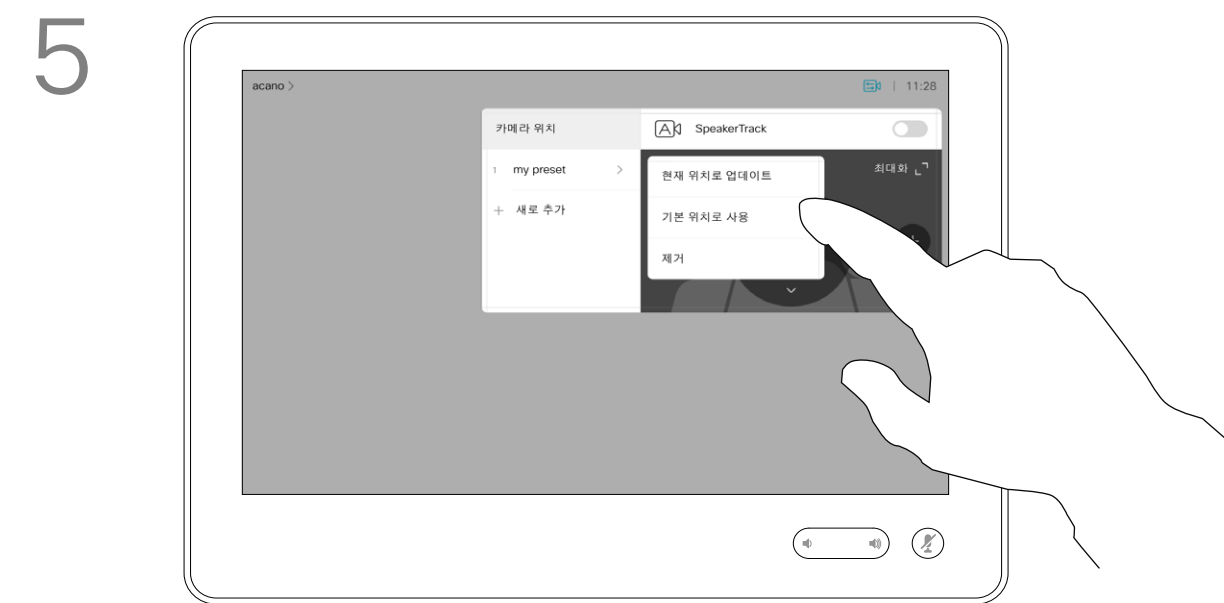 5
acano >
11:28
카메라 위치
SpeakerTrack
1 my preset >
+ 새로 추가
현재 위치로 업데이트
기본 위치로 사용
제거
최대화